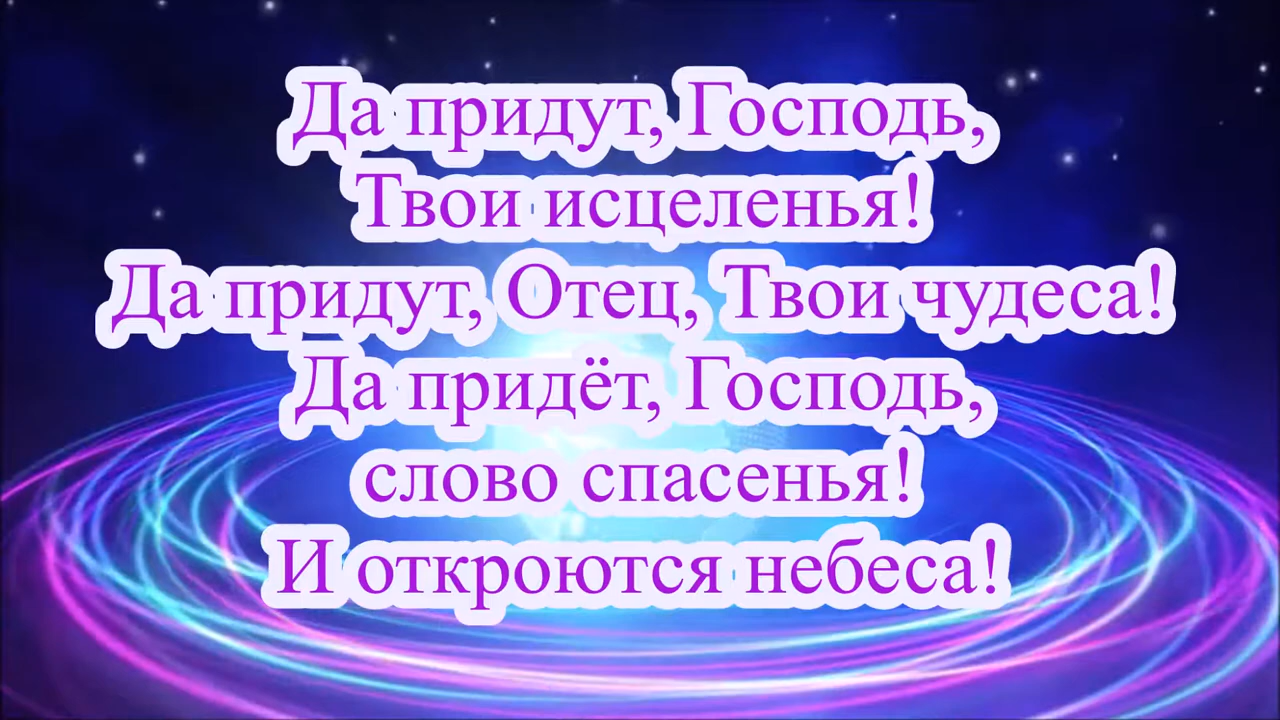 Да придут, Господь,
Твои исцеленья!
Да придут, Отец, Твои чудеса!
Да придёт, Господь,
слово спасенья!
И откроются небеса!